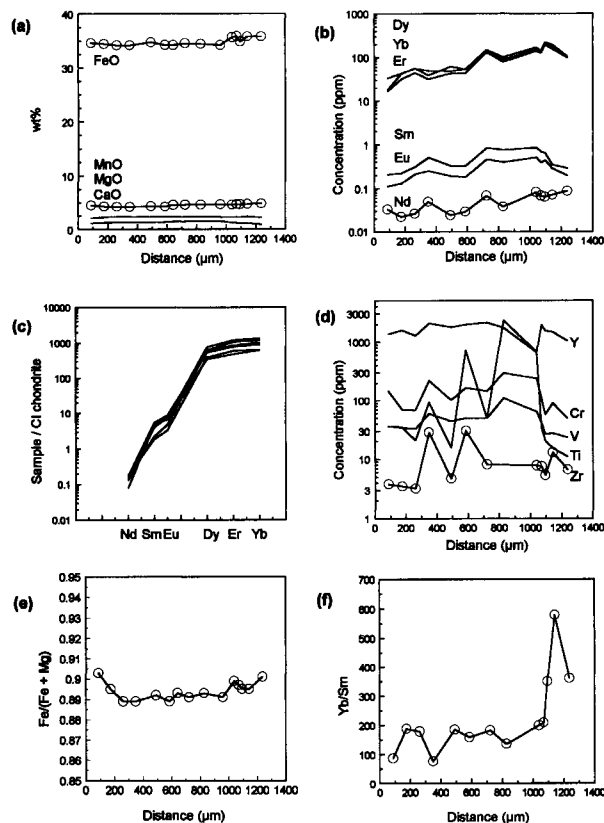 (a)
40
35
30
25
20
15
10
5
0
wt%
FeO
MnO
MgO
CaO
0 200 400 600 800 1000 1200 1400
Distance (µm)
(b)
1000
100
10
1
0.1
0.01
Concentration (ppm)
Dy
Yb
Er
Sm
Eu
Nd
0 200 400 600 800 1000 1200 1400
Distance (µm)
(c)
10000
1000
100
10
1
0.1
0.01
Sample / CI chondrite
Nd Sm Eu Dy Er Yb
(d)
3000
1000
300
100
30
10
3
1
Concentration (ppm)
Y
Cr
V
Ti
Zr
0 200 400 600 800 1000 1200 1400
Distance (µm)
(e)
0.95
0.94
0.93
0.92
0.91
0.9
0.89
0.88
0.87
0.86
0.85
Fe/(Fe + Mg)
0 200 400 600 800 1000 1200 1400
Distance (µm)
(f)
700
600
500
400
300
200
100
0
Yb/Sm
0 200 400 600 800 1000 1200 1400
Distance (µm)